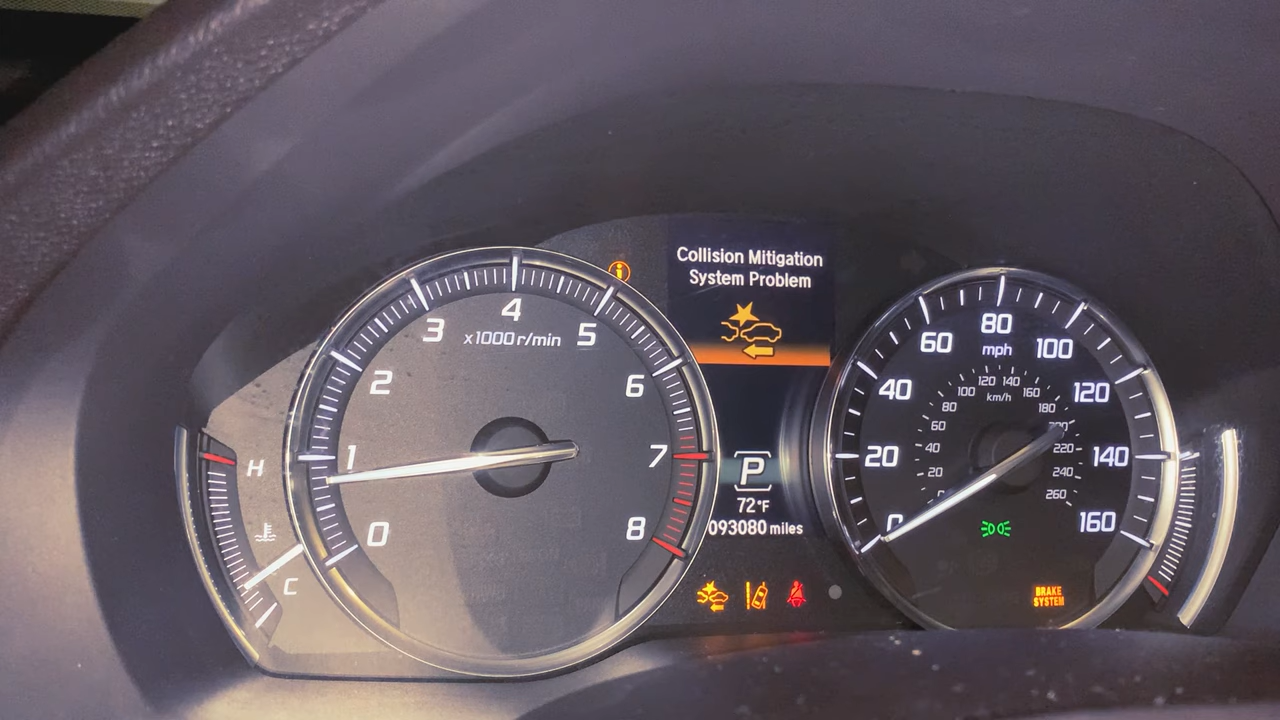 Collision Mitigation
System Problem
4
3
x1000r/min
5
2
6
1
7
0
8
H
C
P
72°F
093080 miles
80
60
mph
100
40
120
20
140
0
160
120 140
100
km/h
160
80
180
60
40
220
20
240
0
260
BRAKE
SYSTEM